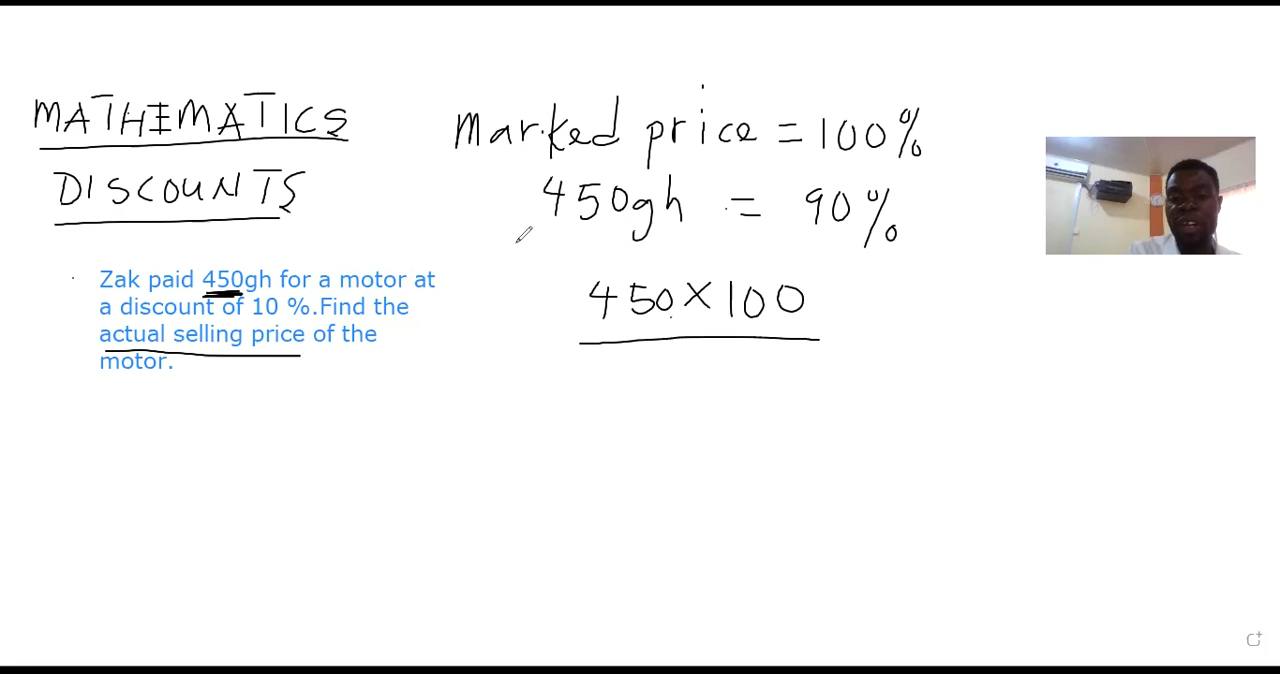 MATHEMATICS
DISCOUNTS
Zak paid 450gh for a motor at
a discount of 10 %.Find the
actual selling price of the
motor.
Marked price = 100%
450gh = 90%
450×100